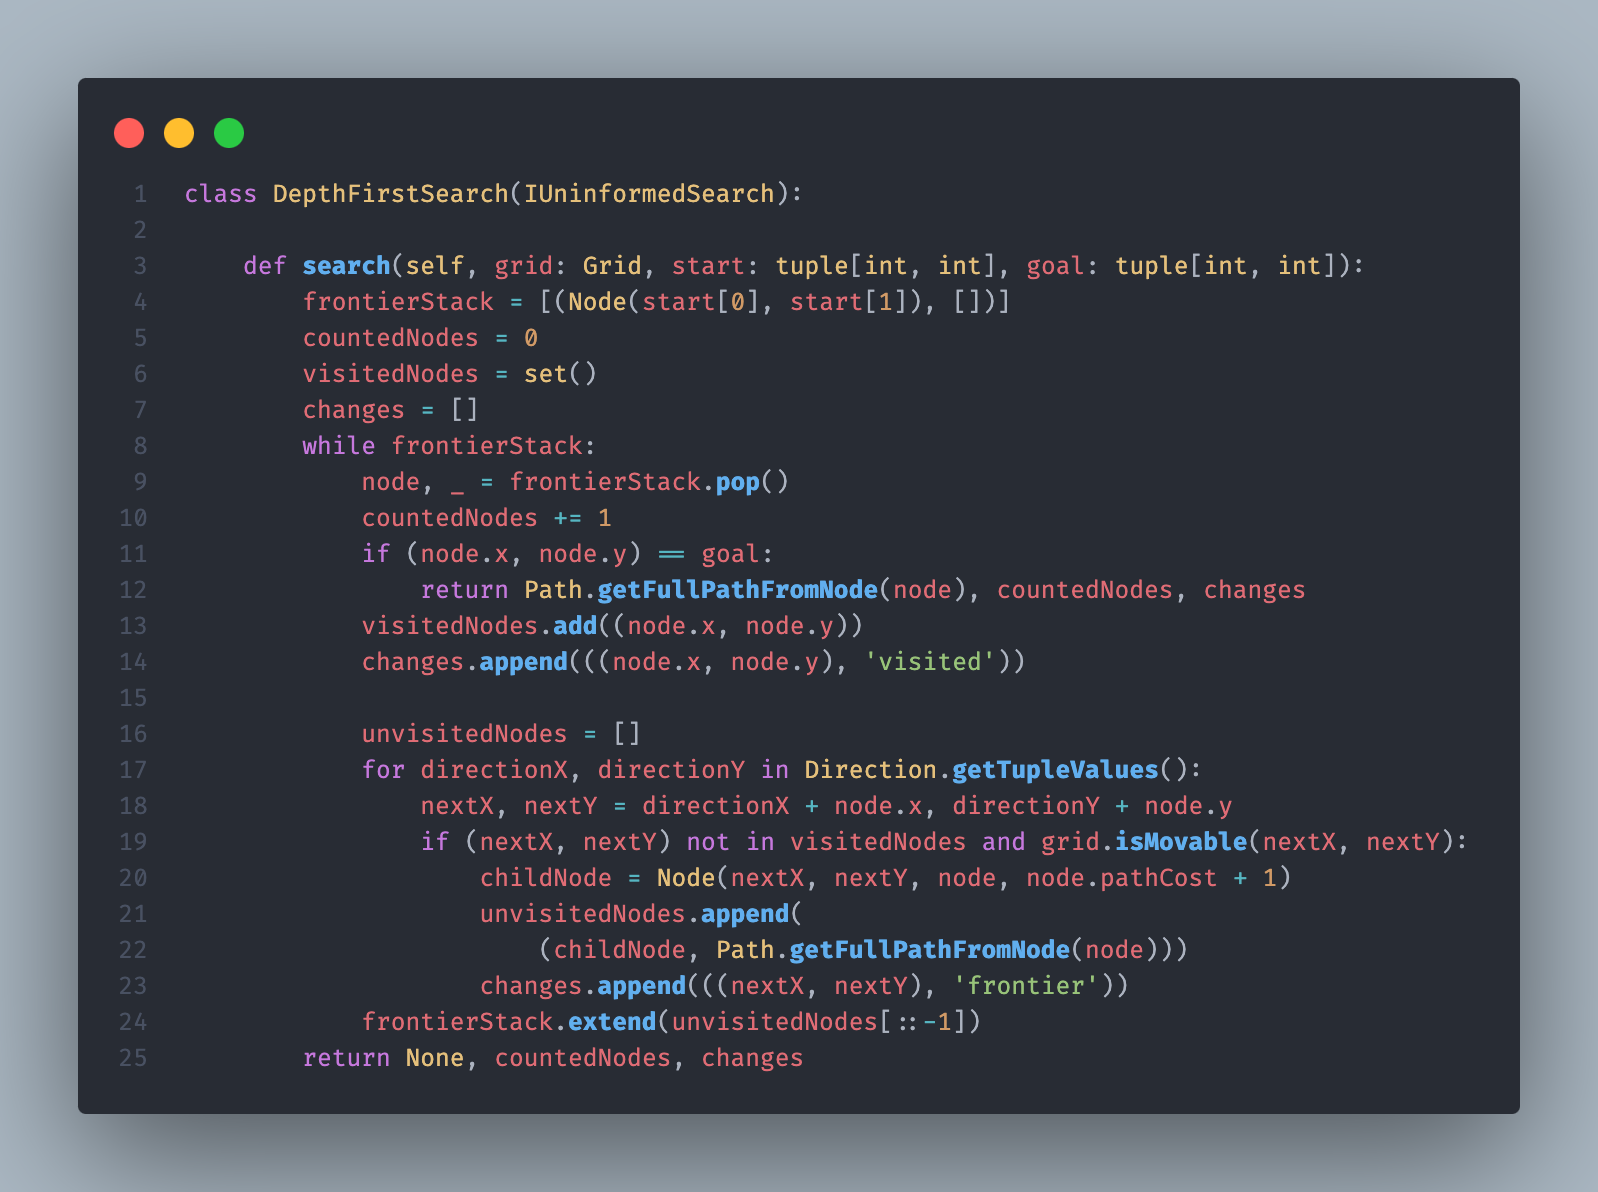 1 class DepthFirstSearch(IUninformedSearch):
2
3     def search(self, grid: Grid, start: tuple[int, int], goal: tuple[int, int]):
4         frontierStack = [(Node(start[0], start[1]), [])]
5         countedNodes = 0
6         visitedNodes = set()
7         changes = []
8         while frontierStack:
9             node, _ = frontierStack.pop()
10             countedNodes += 1
11             if (node.x, node.y) == goal:
12                 return Path.getFullPathFromNode(node), countedNodes, changes
13             visitedNodes.add((node.x, node.y))
14             changes.append(((node.x, node.y), 'visited'))
15
16             unvisitedNodes = []
17             for directionX, directionY in Direction.getTupleValues():
18                 nextX, nextY = directionX + node.x, directionY + node.y
19                 if (nextX, nextY) not in visitedNodes and grid.isMovable(nextX, nextY):
20                     childNode = Node(nextX, nextY, node, node.pathCost + 1)
21                     unvisitedNodes.append(
22                         (childNode, Path.getFullPathFromNode(node)))
23                     changes.append(((nextX, nextY), 'frontier'))
24             frontierStack.extend(unvisitedNodes[::-1])
25         return None, countedNodes, changes